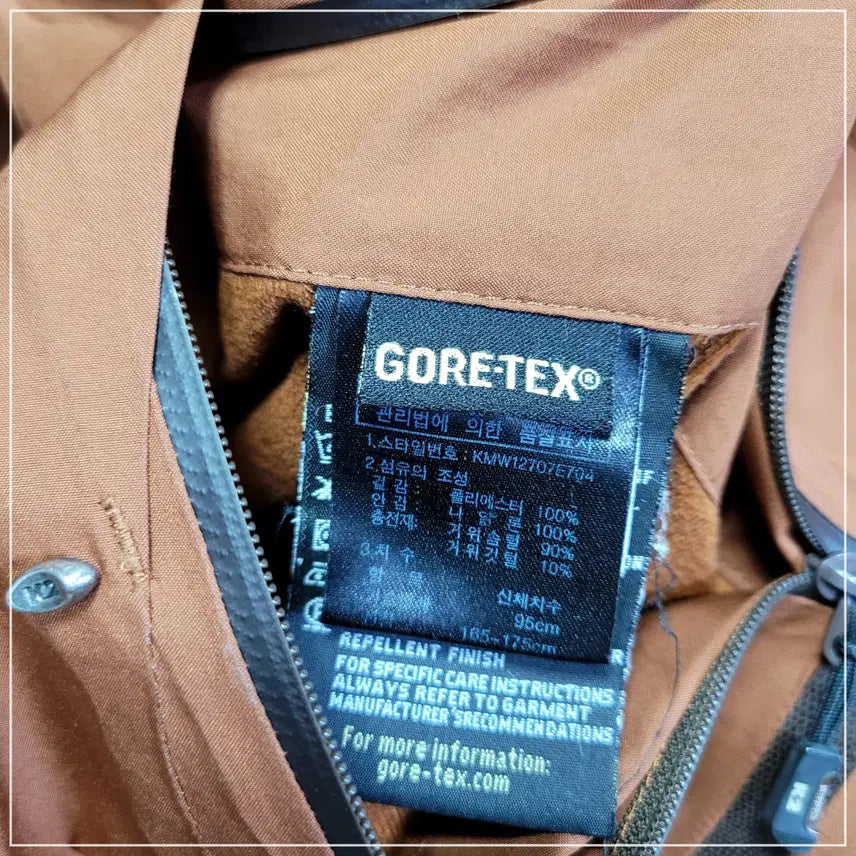 GORE-TEX®
관리법에 의한 품질표시
1.스타일번호: KMW12707E704
2.섬유의 조성
겉감: 폴리에스터 100%
안감: 나일론 100%
충전재: 거위솜털 90%
거위깃털 10%
3.치수
신체치수
95cm
165~175cm
REPELLENT FINISH
FOR SPECIFIC CARE INSTRUCTIONS
ALWAYS REFER TO GARMENT
MANUFACTURER'S RECOMMENDATIONS
For more information:
gore-tex.com
K2
K2